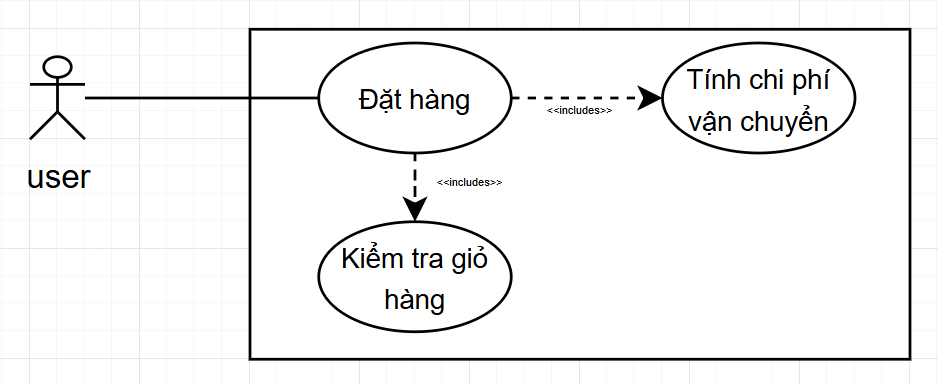 Đặt hàng
<<includes>>
Tính chi phí
vận chuyển
user
<<includes>>
Kiểm tra giỏ
hàng